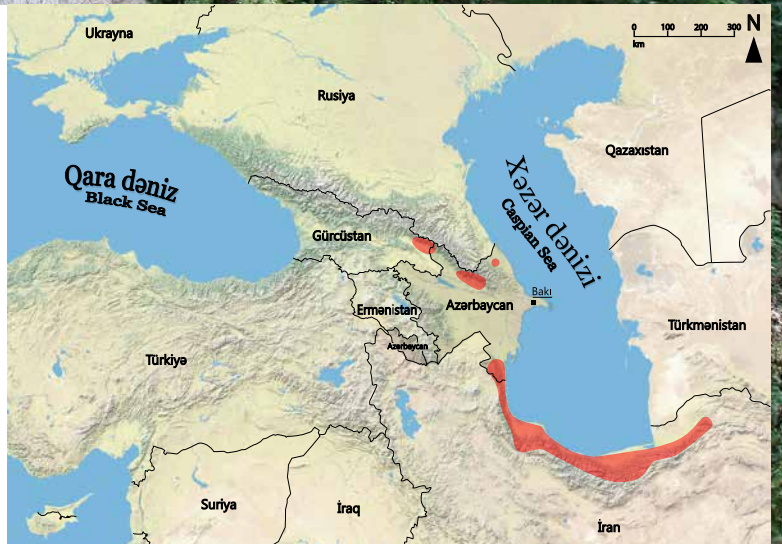 Ukrayna
0 100 200 300
km
N
Rusiya
Qazaxıstan
Qara dəniz
Black Sea
Xəzər dənizi
Caspian Sea
Gürcüstan
Bakı
Ermənistan
Azərbaycan
Türkmənistan
Azərbaycan
Türkiyə
Suriya
İraq
İran